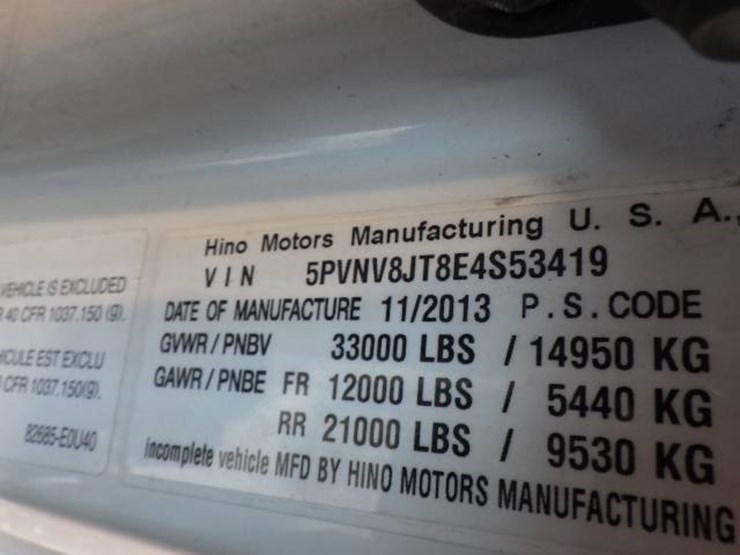 VEHICLE IS EXCLUDED
40 CFR 1037.150 (g).
EST EXCLU
CFR 1037.150(g).
82685-E0U40
Hino Motors Manufacturing U. S. A.,
VIN 5PVNV8JT8E4S53419
DATE OF MANUFACTURE 11/2013 P.S.CODE
GVWR/PNBV 33000 LBS / 14950 KG
GAWR/PNBE FR 12000 LBS / 5440 KG
RR 21000 LBS / 9530 KG
incomplete vehicle MFD BY HINO MOTORS MANUFACTURING